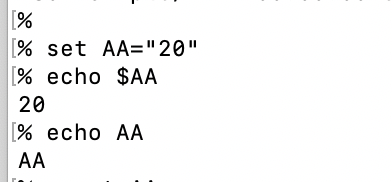 [%
[% set AA="20"
[% echo $AA
20
[% echo AA
AA